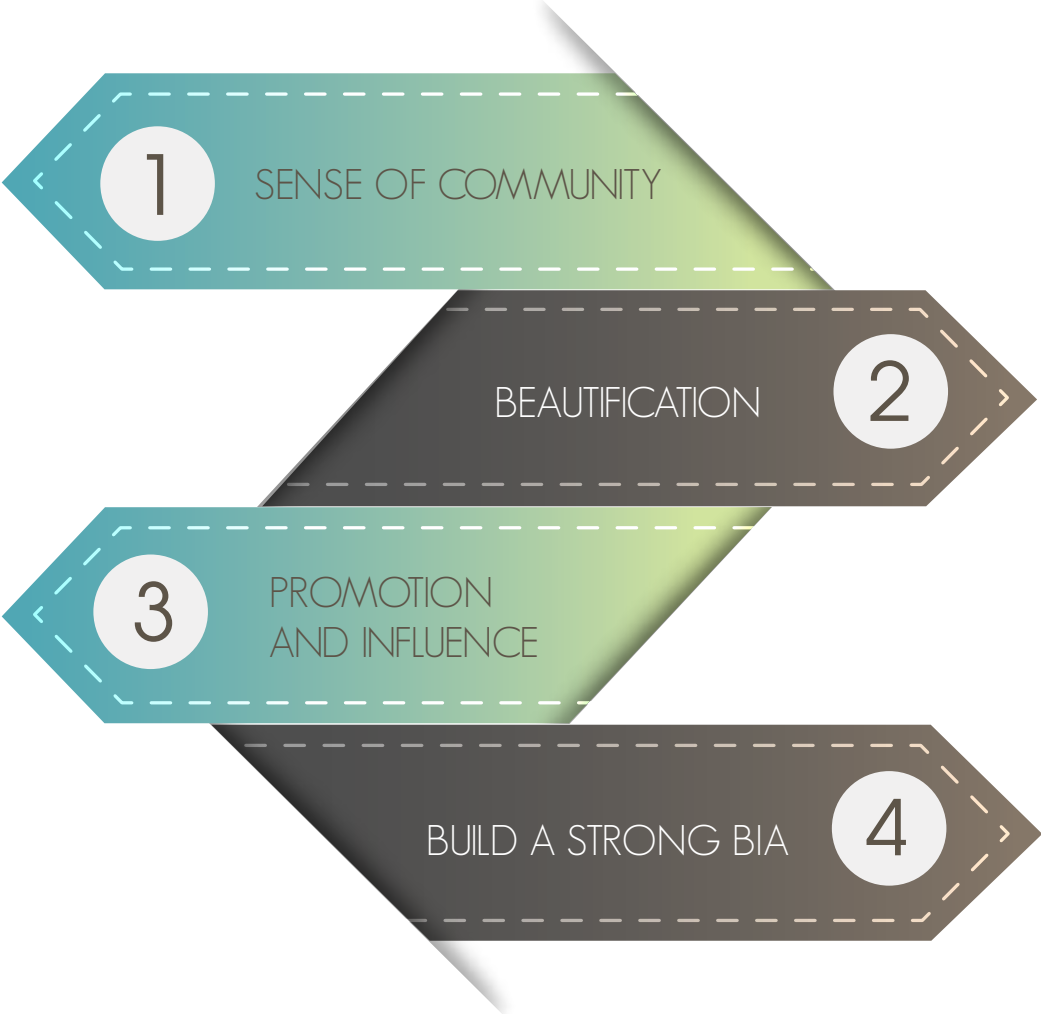 1 SENSE OF COMMUNITY
BEAUTIFICATION 2
3 PROMOTION
AND INFLUENCE
BUILD A STRONG BIA 4